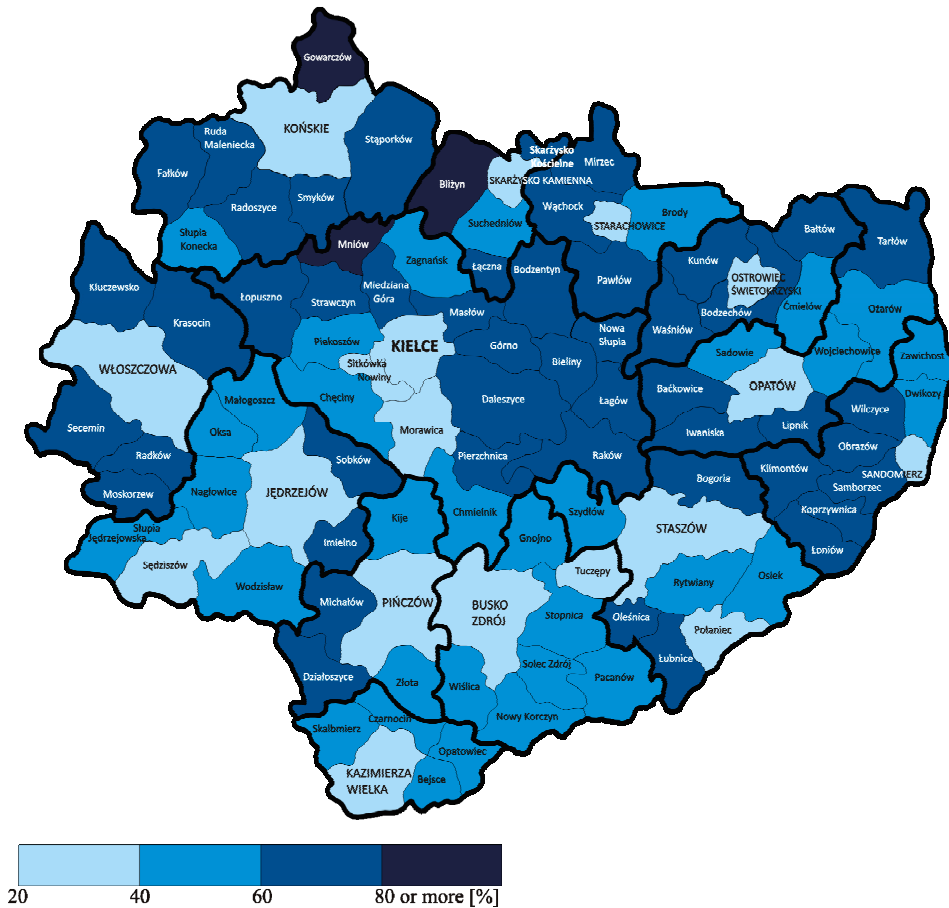 Gowarczów
KOŃSKIE
Ruda
Maleniecka
Stąporków
Fałków
Smyków
Radoszyce
Słupia
Konecka
Bliżyn
Skarżysko
Kościelne
SKARŻYSKO KAMIENNA
Mirzec
Wąchock
STARACHOWICE
Brody
Suchedniów
Mniów
Zagnańsk
Łączna
Bodzentyn
Pawłów
Kunów
Bałtów
Tarłów
OSTROWIEC
ŚWIETOKRZYSKI
Bodzechów
Ćmielów
Ożarów
Waśniów
Kluczewsko
Krasocin
Łopuszno
Strawczyn
Miedziana
Góra
Masłów
Piekoszów
KIELCE
Górno
Nowa
Słupia
Bieliny
Sitkówka
Nowiny
Sadowie
Wojciechowice
Zawichost
WŁOSZCZOWA
Chęciny
Daleszyce
Łagów
Baćkowice
OPATÓW
Dwikozy
Małogoszcz
Oksa
Morawica
Iwaniska
Lipnik
Wilczyce
Secemin
Radków
Sobków
Pierzchnica
Raków
Obrazów
Moskorzew
Nagłowice
JĘDRZEJÓW
Bogoria
Klimontów
SANDOMIERZ
Samborzec
Słupia
Jędrzejowska
Kije
Chmielnik
Szydłów
Koprzywnica
Imielno
Gnojno
STASZÓW
Łoniów
Sędziszów
Wodzisław
Tuczępy
Rytwiany
Osiek
Michałów
PIŃCZÓW
BUSKO
ZDRÓJ
Stopnica
Oleśnica
Połaniec
Działoszyce
Złota
Wiślica
Solec Zdrój
Pacanów
Łubnice
Skalbmierz
Czarnocin
Nowy Korczyn
Opatowiec
KAZIMIERZA
WIELKA
Bejsce
20 40 60 80 or more [%]